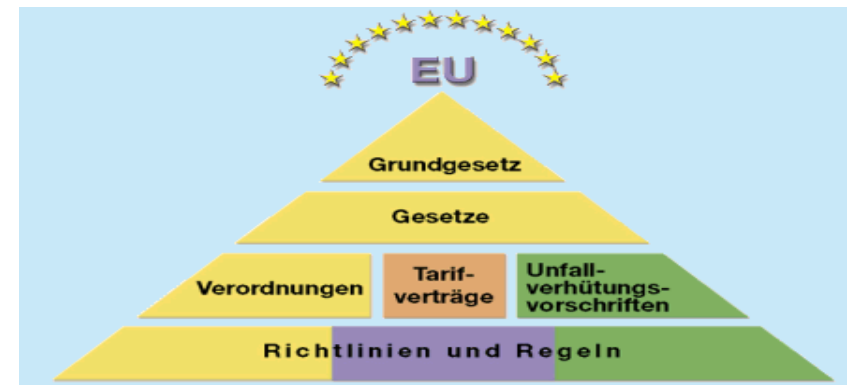 EU
Grundgesetz
Gesetze
Verordnungen
Tarif-
verträge
Unfall-
verhütungs-
vorschriften
Richtlinien und Regeln